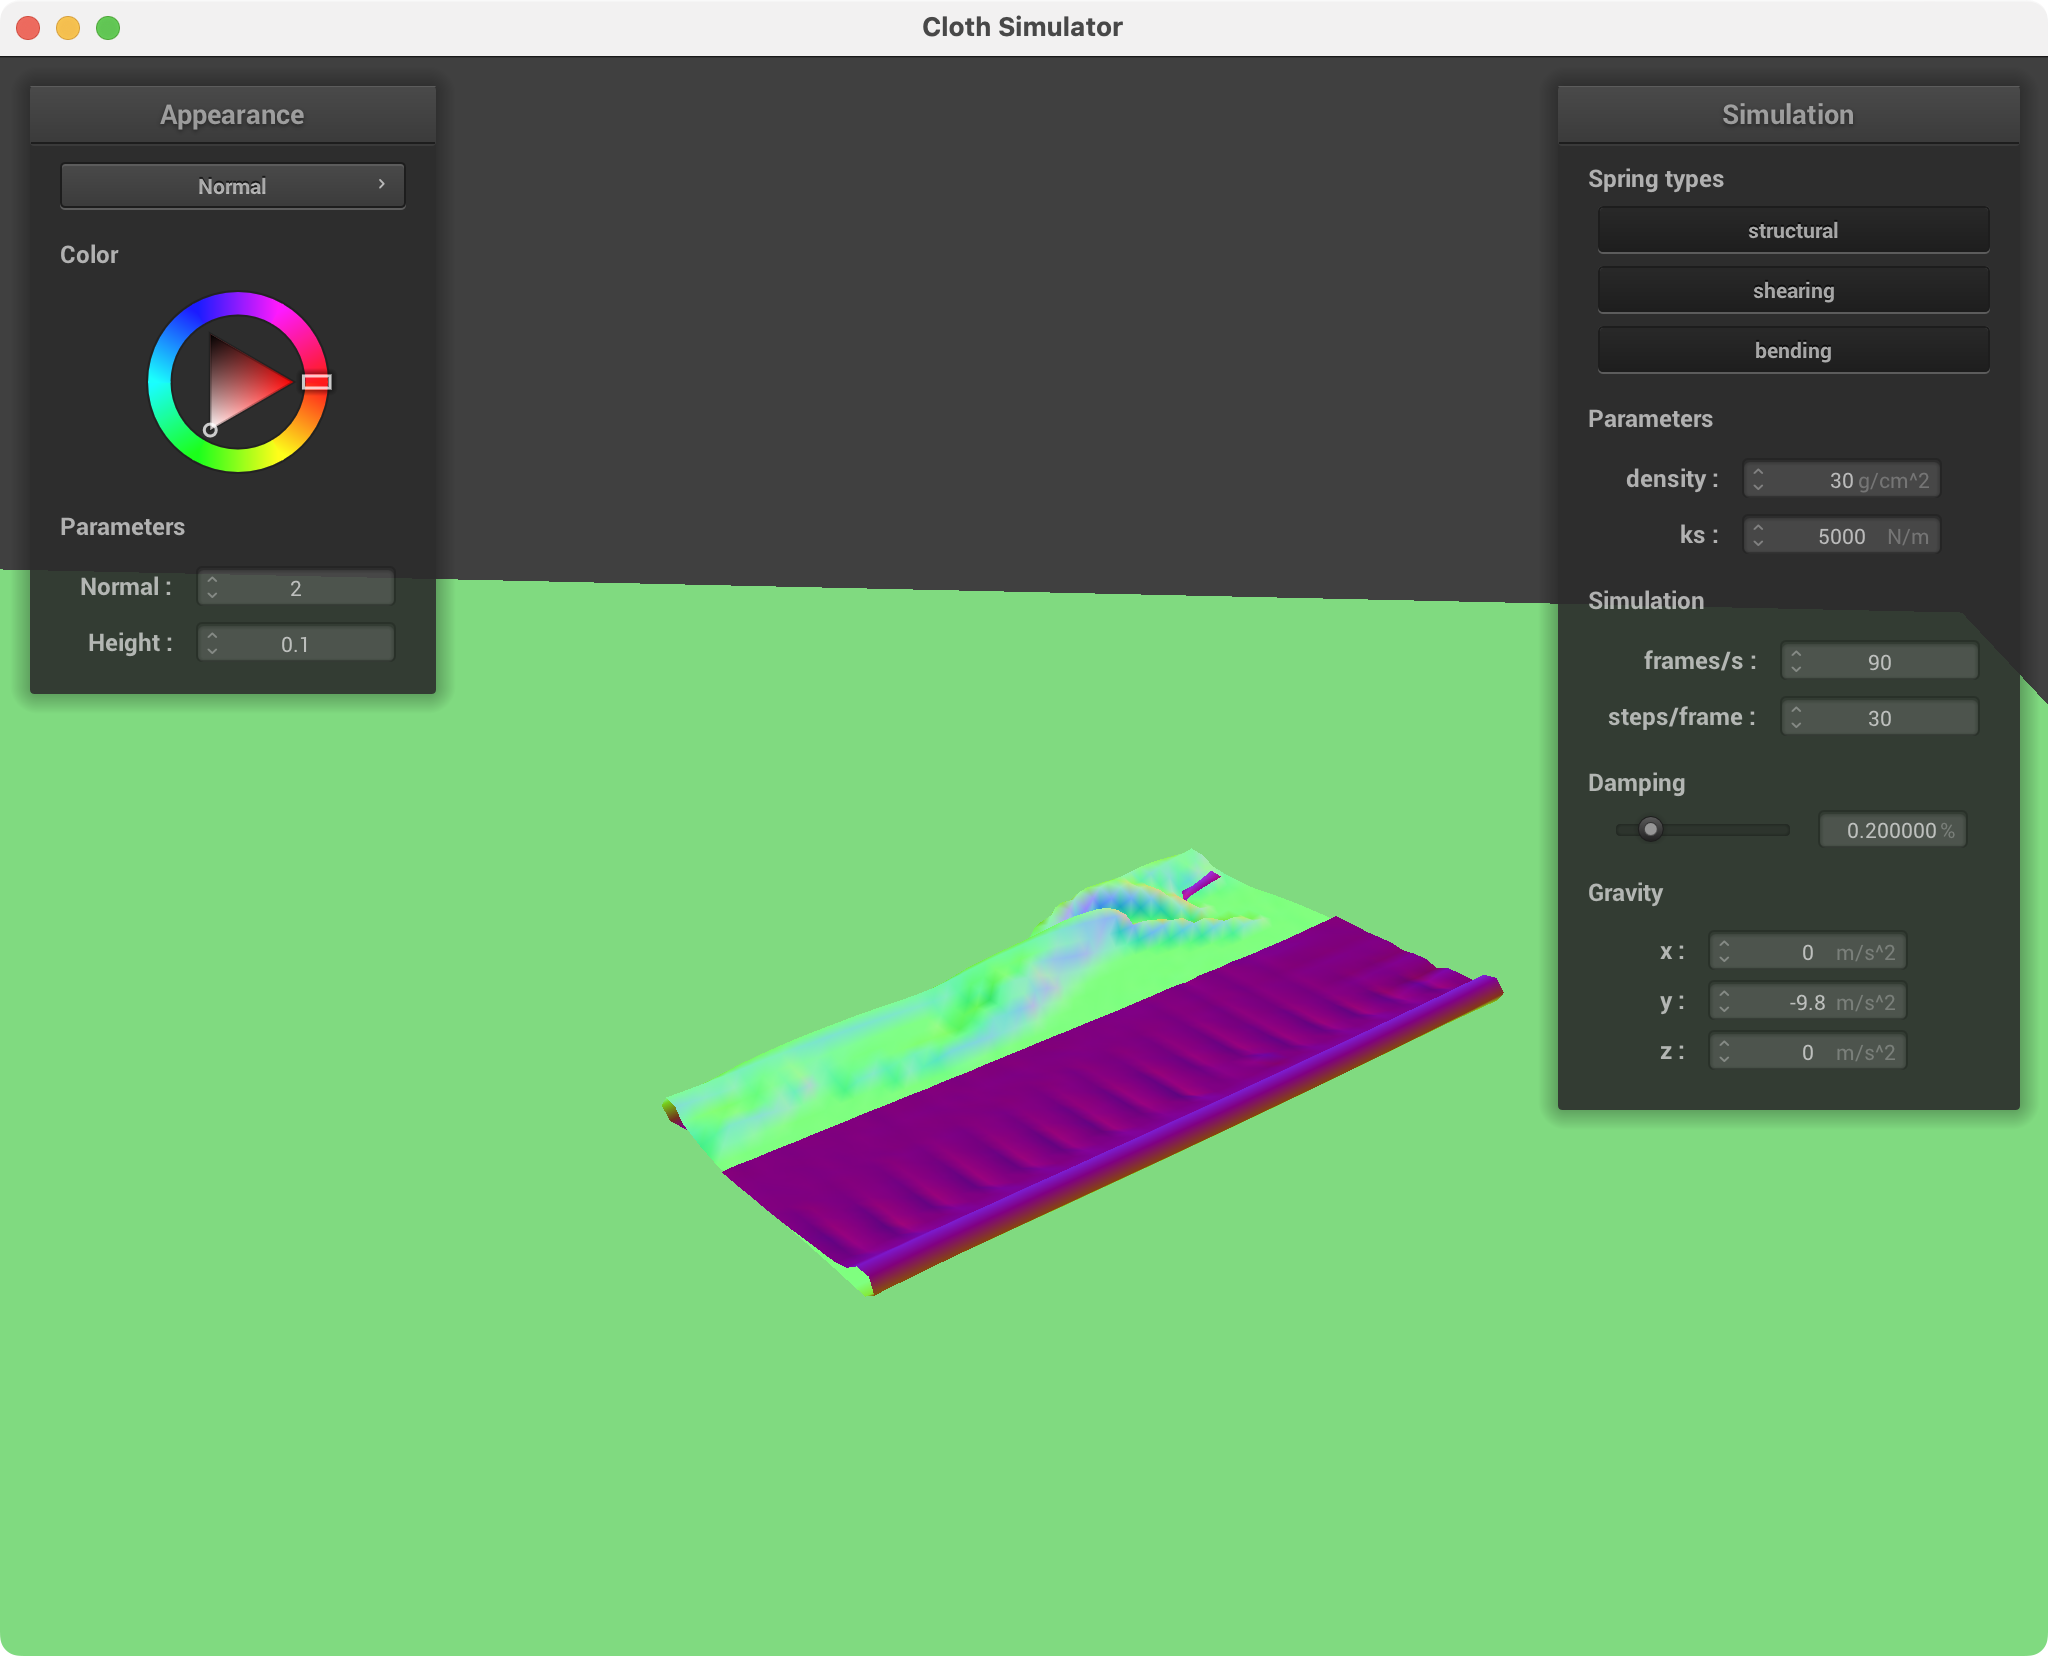 Cloth Simulator
Appearance
Normal
Color
Parameters
Normal : 2
Height : 0.1
Simulation
Spring types
structural
shearing
bending
Parameters
density : 30 g/cm^2
ks : 5000 N/m
Simulation
frames/s : 90
steps/frame : 30
Damping
0.200000 %
Gravity
x : 0 m/s^2
y : -9.8 m/s^2
z : 0 m/s^2